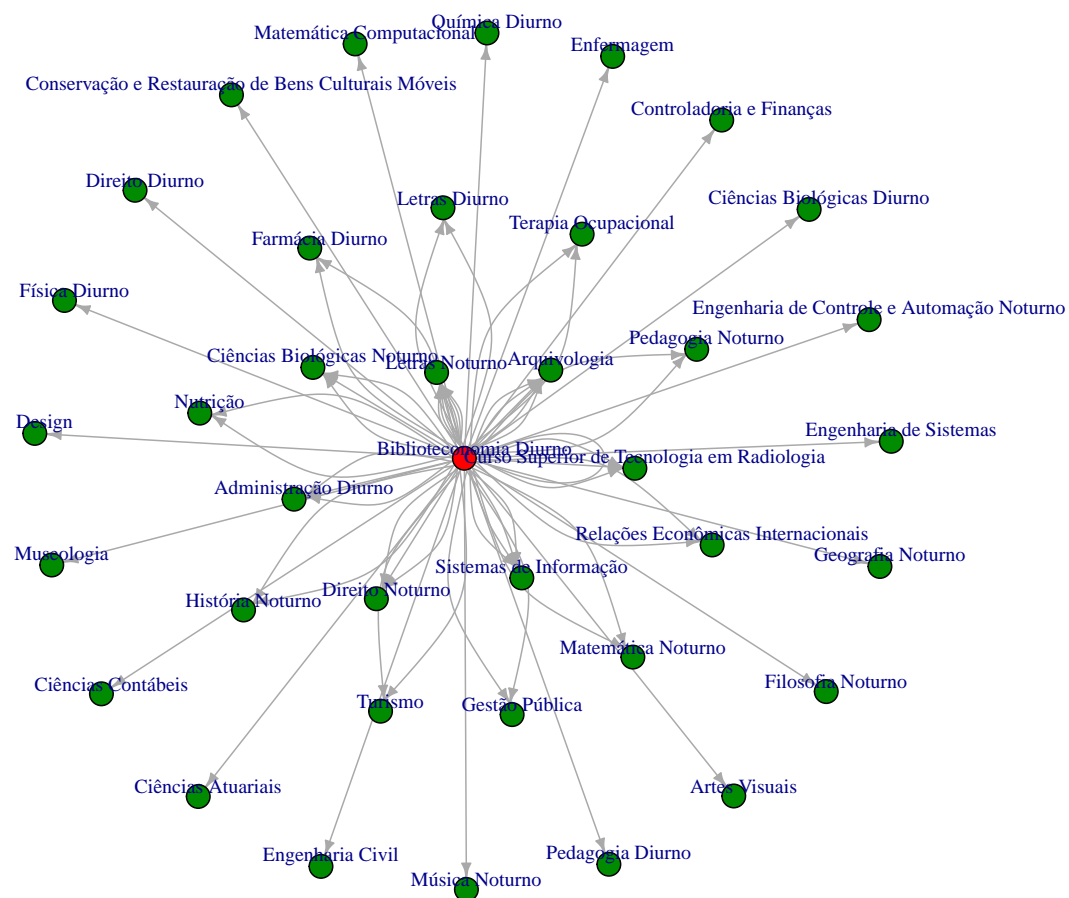 Química Diurno
Matemática Computacional
Enfermagem
Conservação e Restauração de Bens Culturais Móveis
Controladoria e Finanças
Direito Diurno
Letras Diurno
Ciências Biológicas Diurno
Terapia Ocupacional
Farmácia Diurno
Física Diurno
Engenharia de Controle e Automação Noturno
Pedagogia Noturno
Ciências Biológicas Noturno
Letras Noturno
Arquivologia
Nutrição
Design
Engenharia de Sistemas
Biblioteconomia Diurno
Curso Superior de Tecnologia em Radiologia
Administração Diurno
Relações Econômicas Internacionais
Museologia
Geografia Noturno
Sistemas de Informação
Direito Noturno
História Noturno
Matemática Noturno
Ciências Contábeis
Filosofia Noturno
Turismo
Gestão Pública
Ciências Atuariais
Artes Visuais
Engenharia Civil
Pedagogia Diurno
Música Noturno